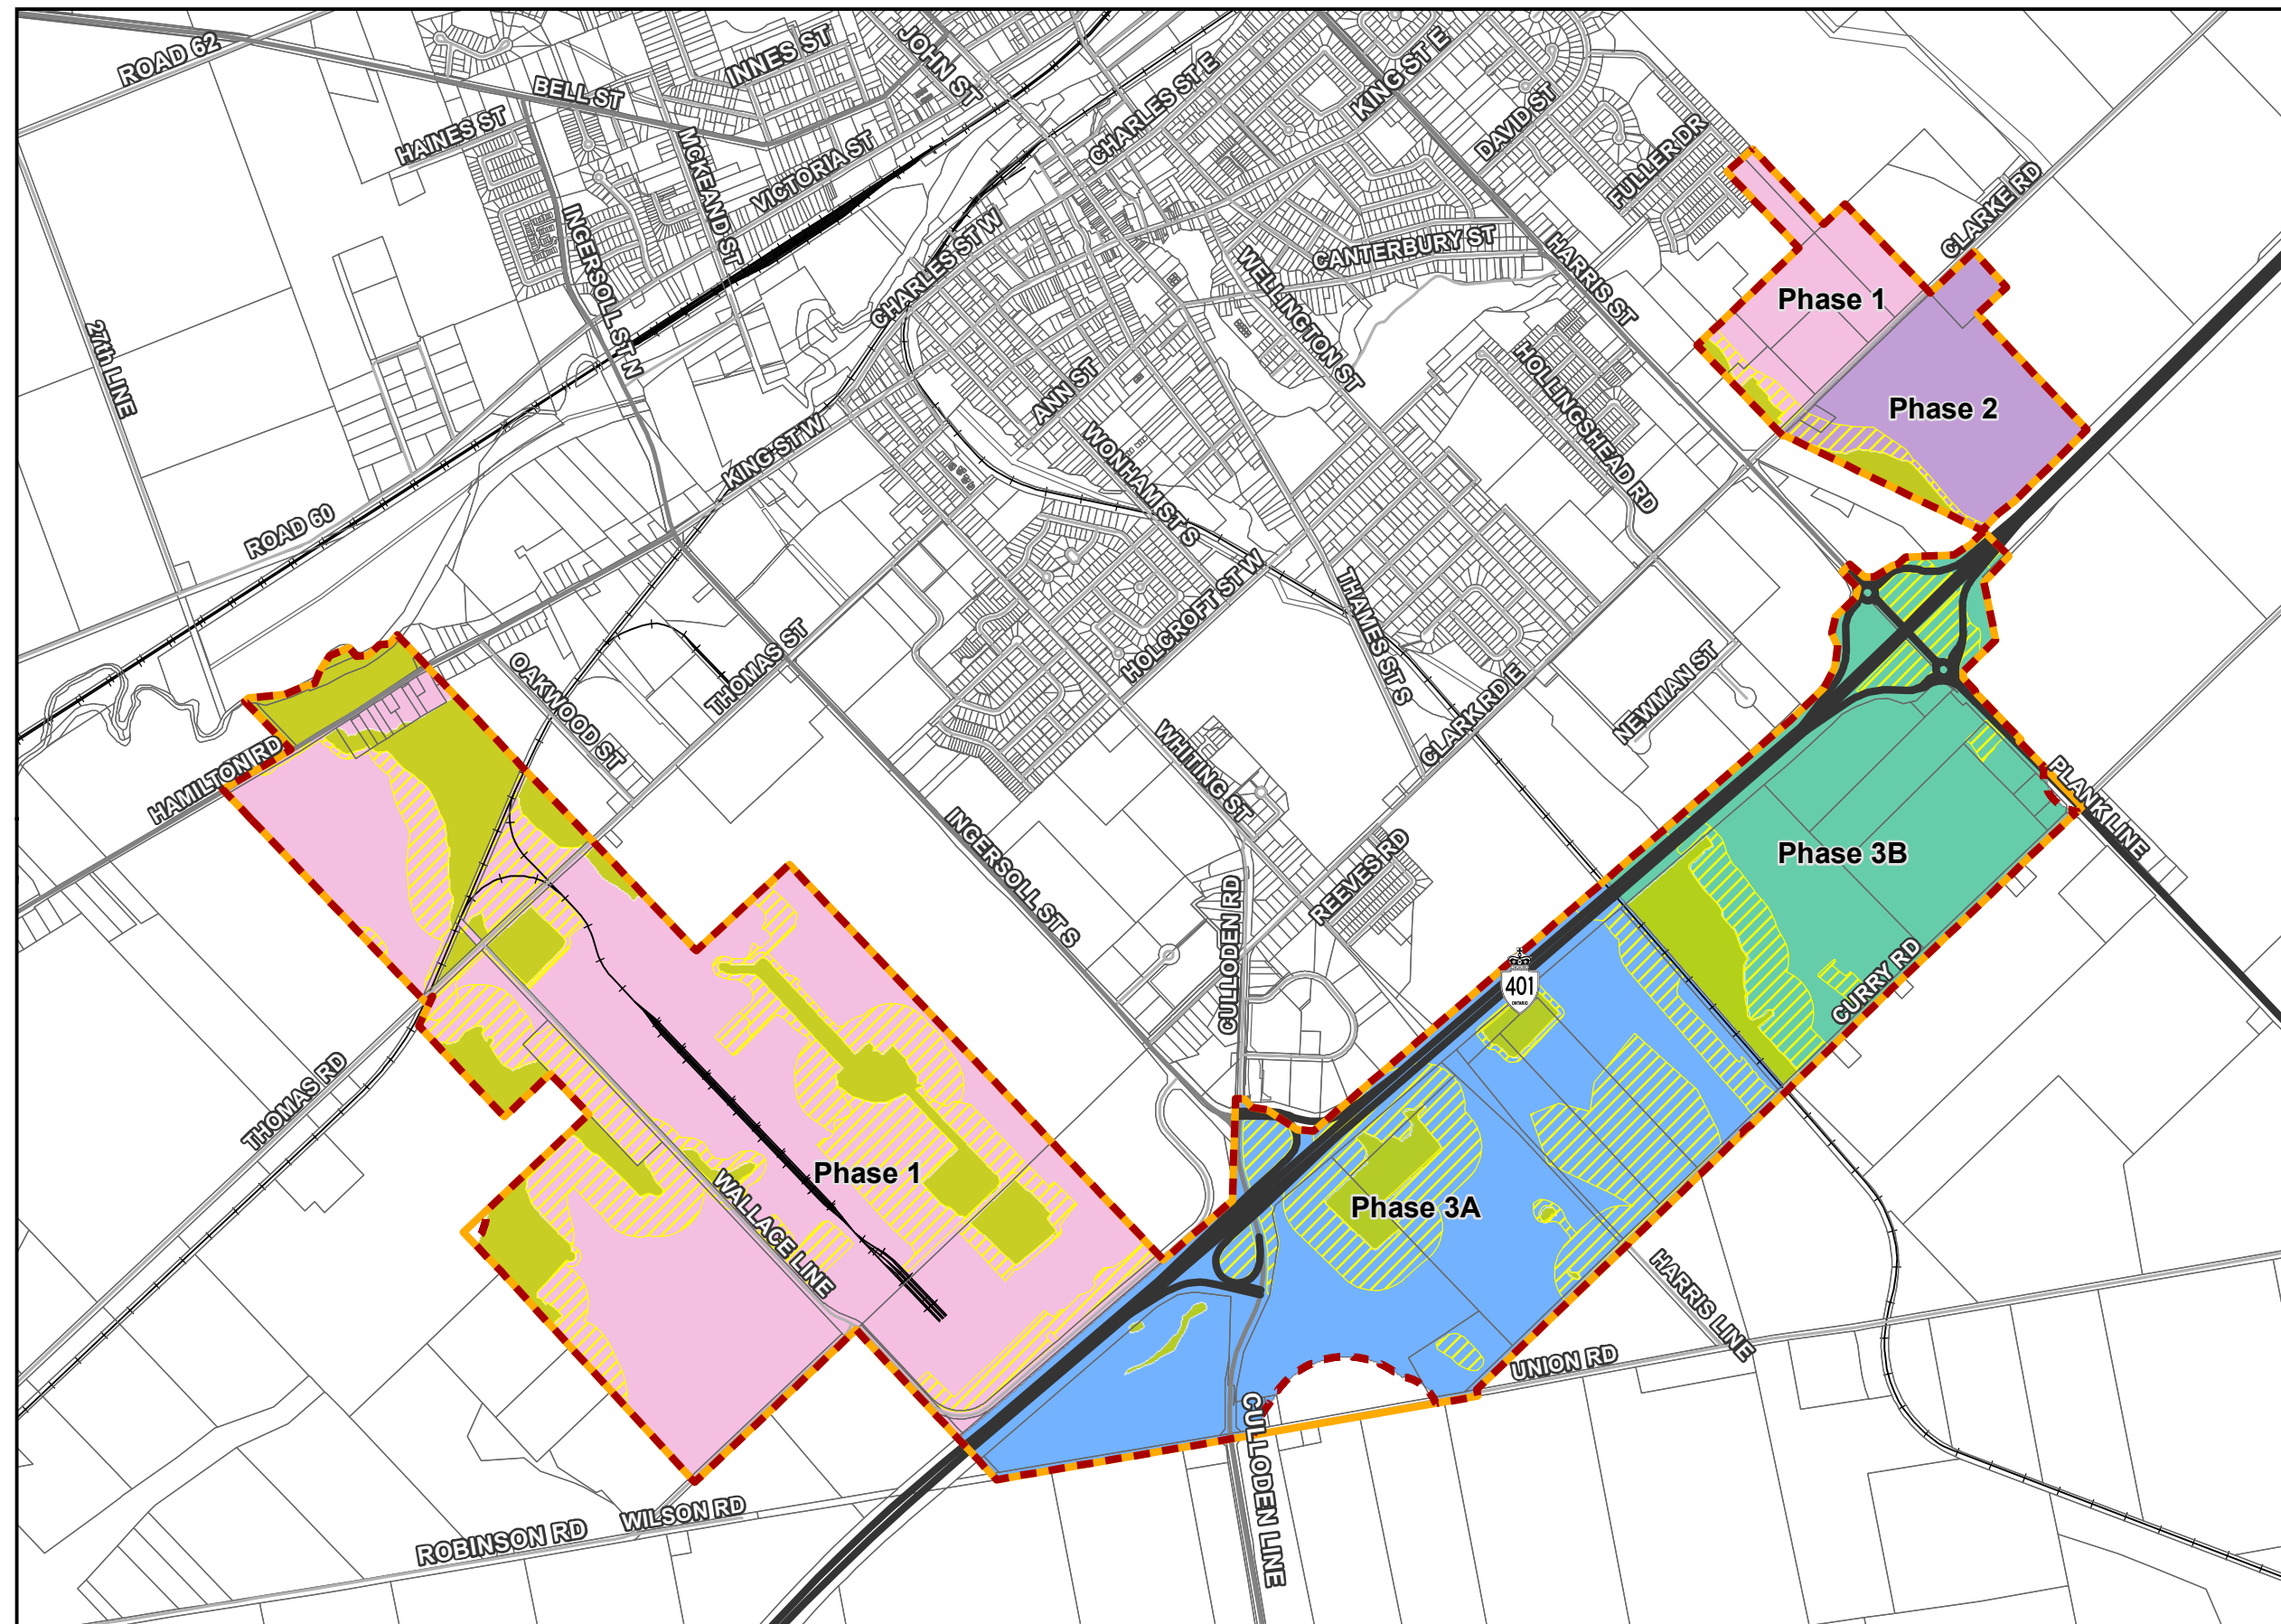 ROAD 62
BELL ST
INNES ST
JOHN ST
HAINES ST
MCKEAND ST
VICTORIA ST
CHARLES ST E
KING ST E
DAVID ST
FULLER DR
CLARKE RD
27th LINE
INGERSOLL ST N
CHARLES ST W
WELLINGTON ST
CANTERBURY ST
HARRIS ST
Phase 1
Phase 2
ANN ST
HOLLINGSHEAD RD
KING ST W
WONHAM ST S
ROAD 60
HOLCROFT ST W
THAMES ST S
OAKWOOD ST
THOMAS ST
NEWMAN ST
CLARK RD E
WHITING ST
HAMILTON RD
PLANK LINE
Phase 3B
INGERSOLL ST S
REEVES RD
CULLODEN RD
401
ONTARIO
CURRY RD
THOMAS RD
Phase 1
WALLACE LINE
Phase 3A
HARRIS LINE
UNION RD
CULLODEN LINE
WILSON RD
ROBINSON RD